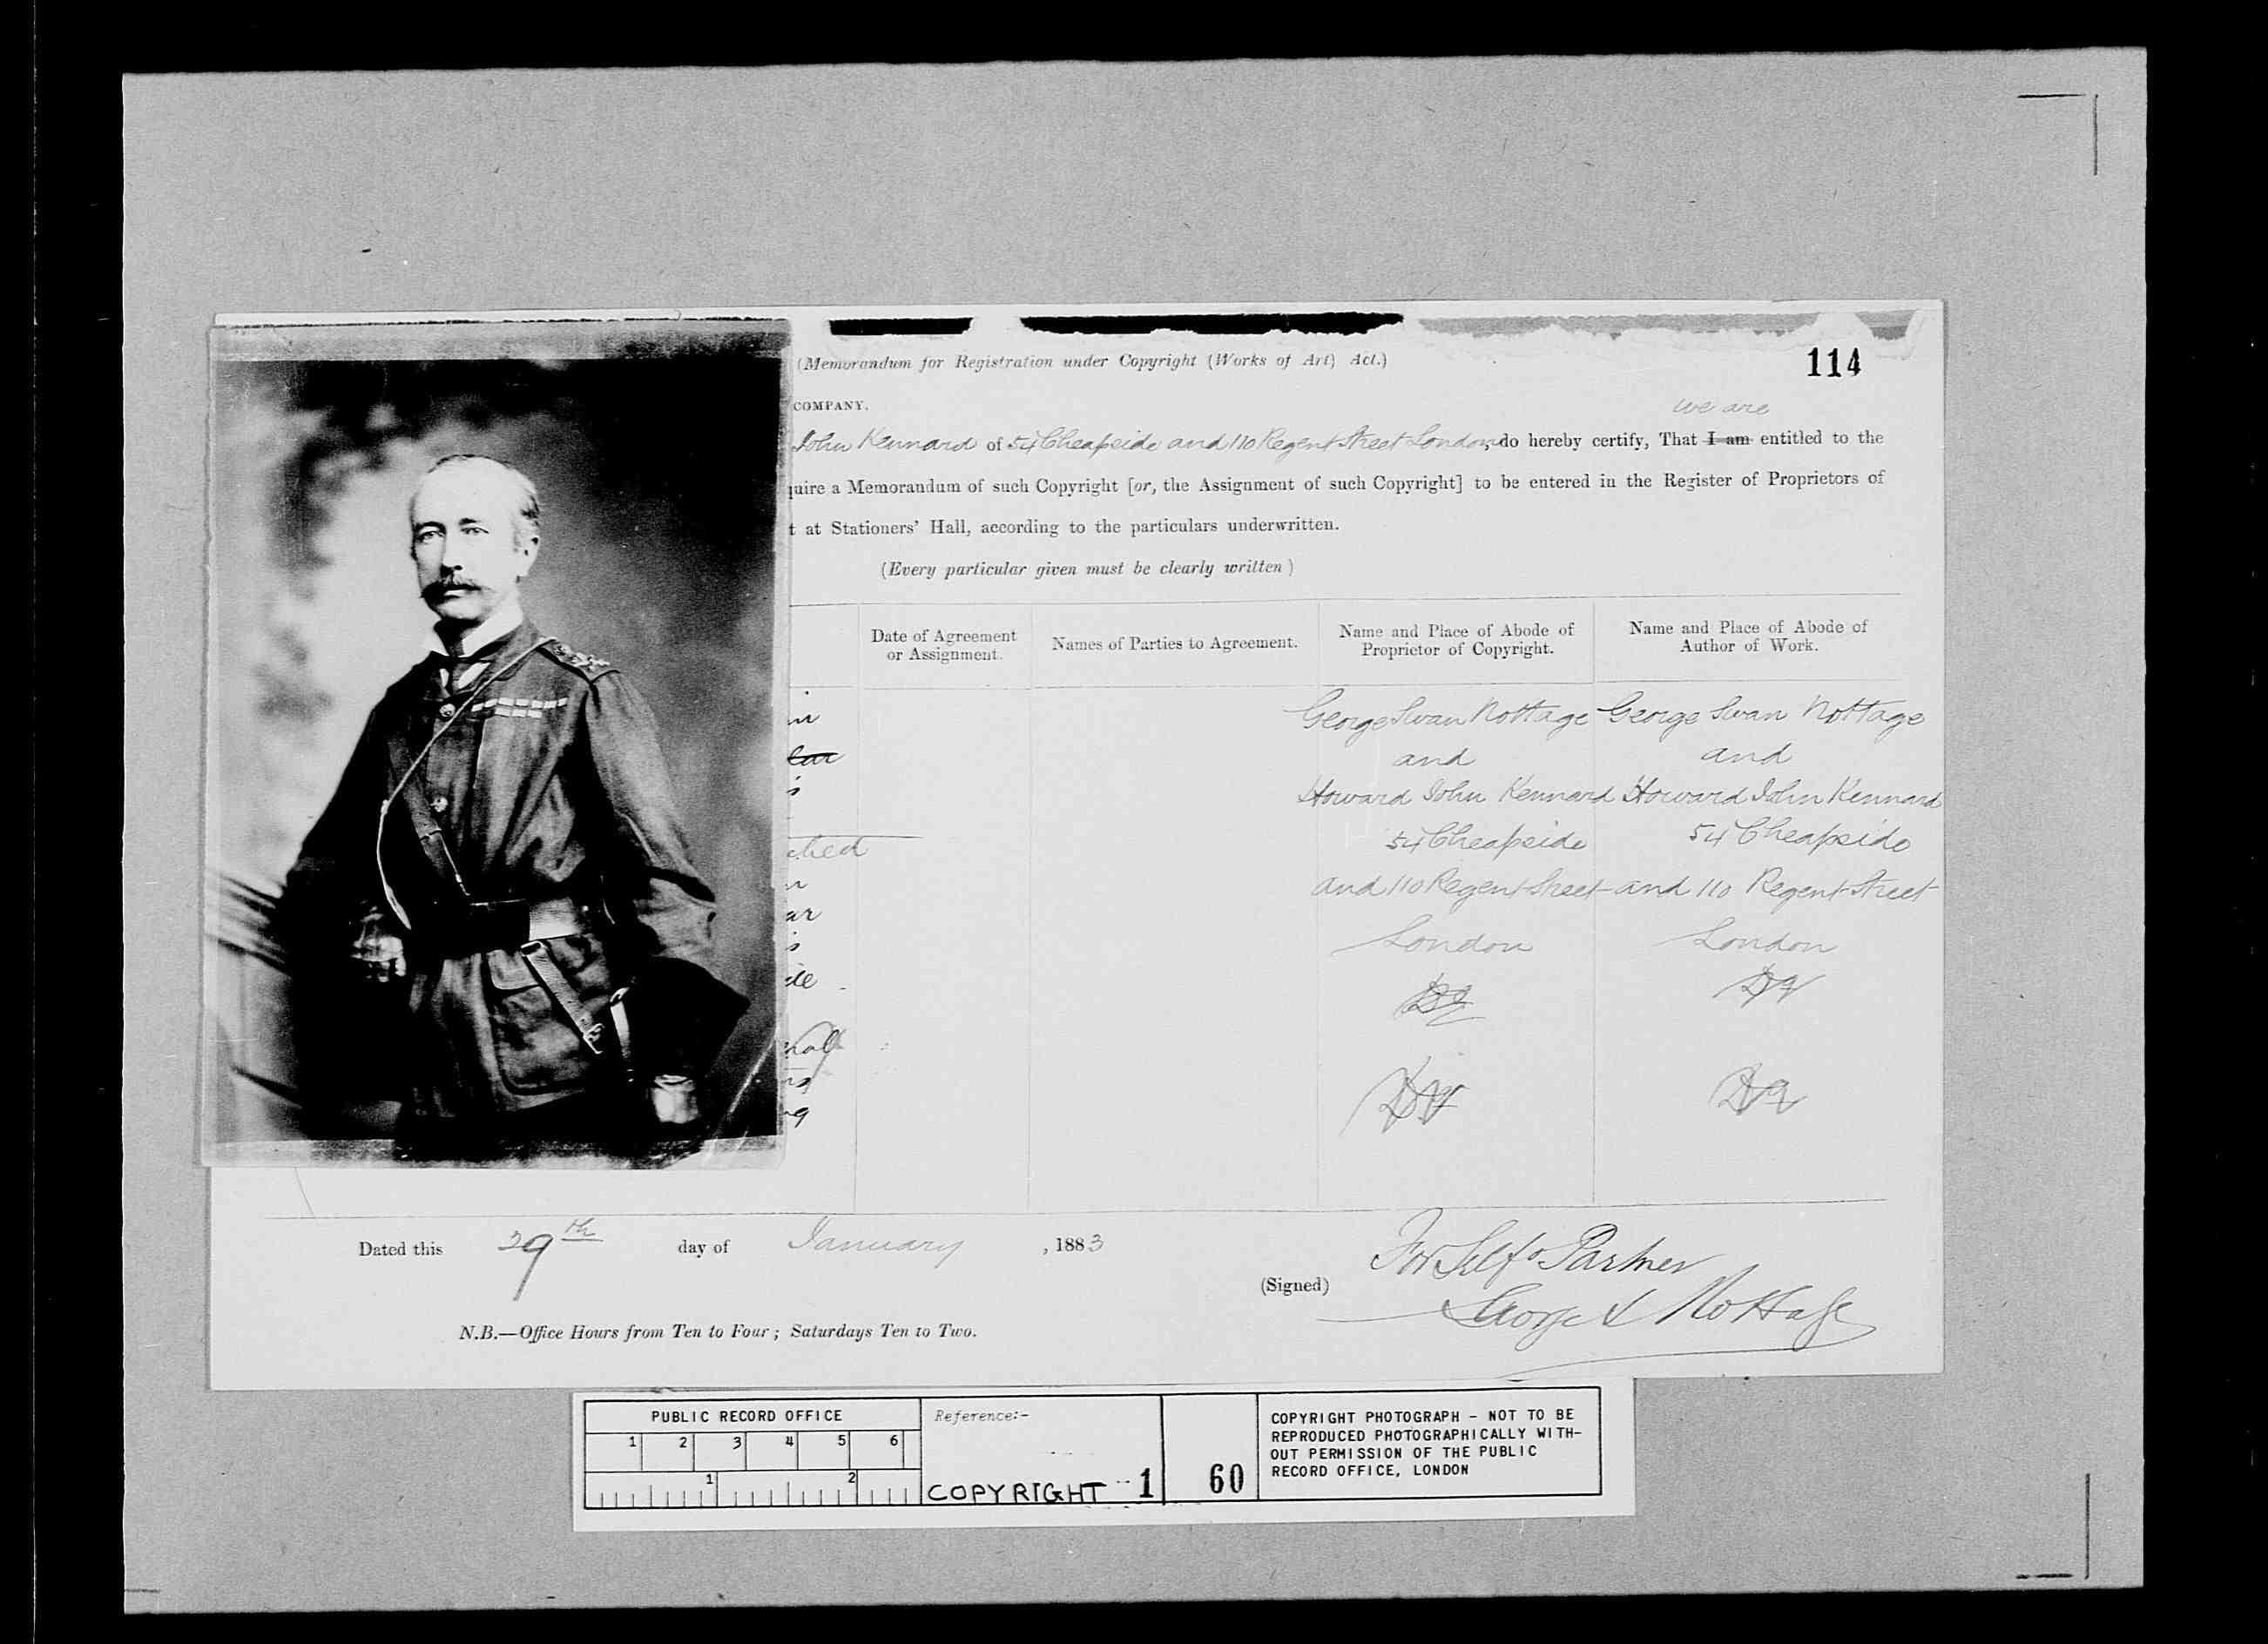 (Memorandum for Registration under Copyright (Works of Art) Act.)
114
COMPANY.
we are
John Kennard of 54 Cheapside and 110 Regent Street London, do hereby certify, That I am entitled to the
quire a Memorandum of such Copyright [or, the Assignment of such Copyright] to be entered in the Register of Proprietors of
t at Stationers' Hall, according to the particulars underwritten.
(Every particular given must be clearly written)
Date of Agreement
or Assignment.
Names of Parties to Agreement.
Name and Place of Abode of
Proprietor of Copyright.
Name and Place of Abode of
Author of Work.
George Swan Nottage
and
Howard John Kennard
54 Cheapside
and 110 Regent Street
London
George Swan Nottage
and
Howard John Kennard
54 Cheapside
and 110 Regent Street
London
ched
Dated this 29th day of January, 1883
(Signed)
For Self & Partner
George S Nottage
N.B.—Office Hours from Ten to Four; Saturdays Ten to Two.
PUBLIC RECORD OFFICE
1 2 3 4 5 6
1 2
Reference:-
COPYRIGHT 1
60
COPYRIGHT PHOTOGRAPH - NOT TO BE
REPRODUCED PHOTOGRAPHICALLY WITH-
OUT PERMISSION OF THE PUBLIC
RECORD OFFICE, LONDON